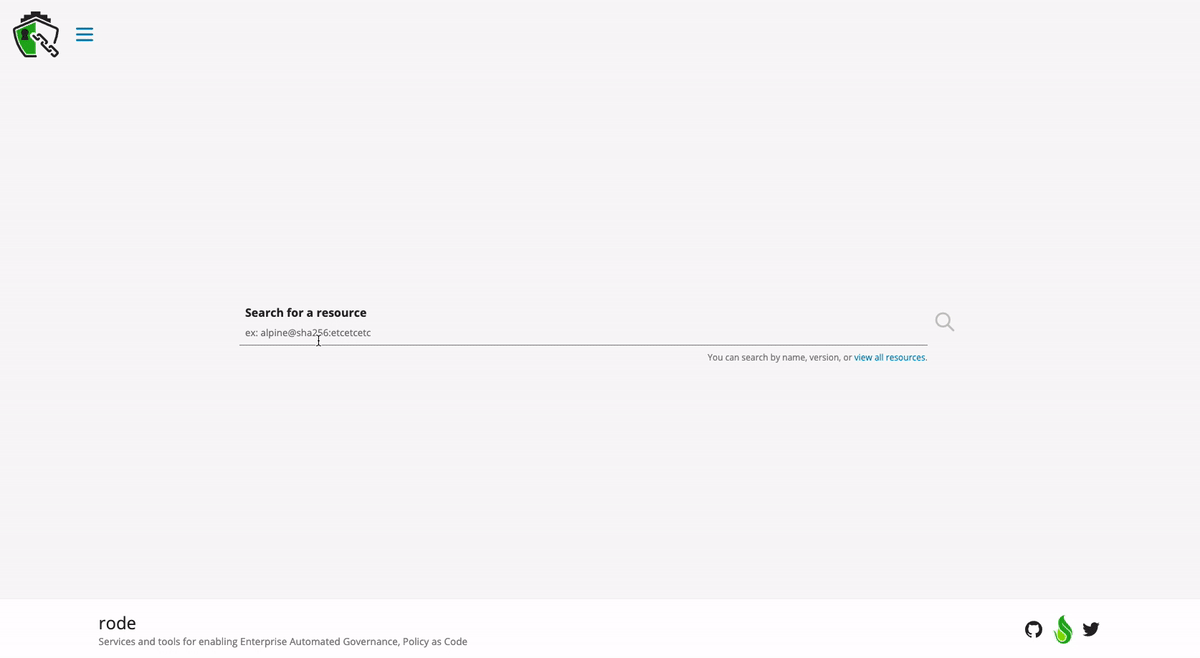 Search for a resource
ex: alpine@sha256:etcetcetc
You can search by name, version, or view all resources.
rode
Services and tools for enabling Enterprise Automated Governance, Policy as Code